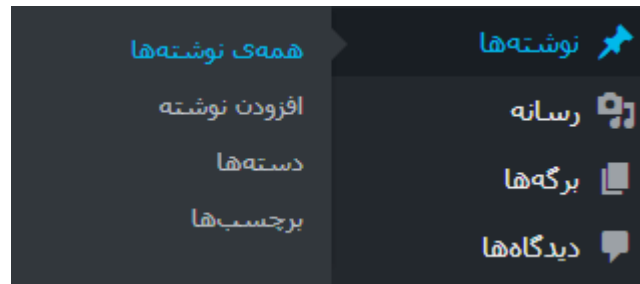 نوشته‌ها
رسانه
برگه‌ها
دیدگاه‌ها
همه‌ی نوشته‌ها
افزودن نوشته
دسته‌ها
برچسب‌ها